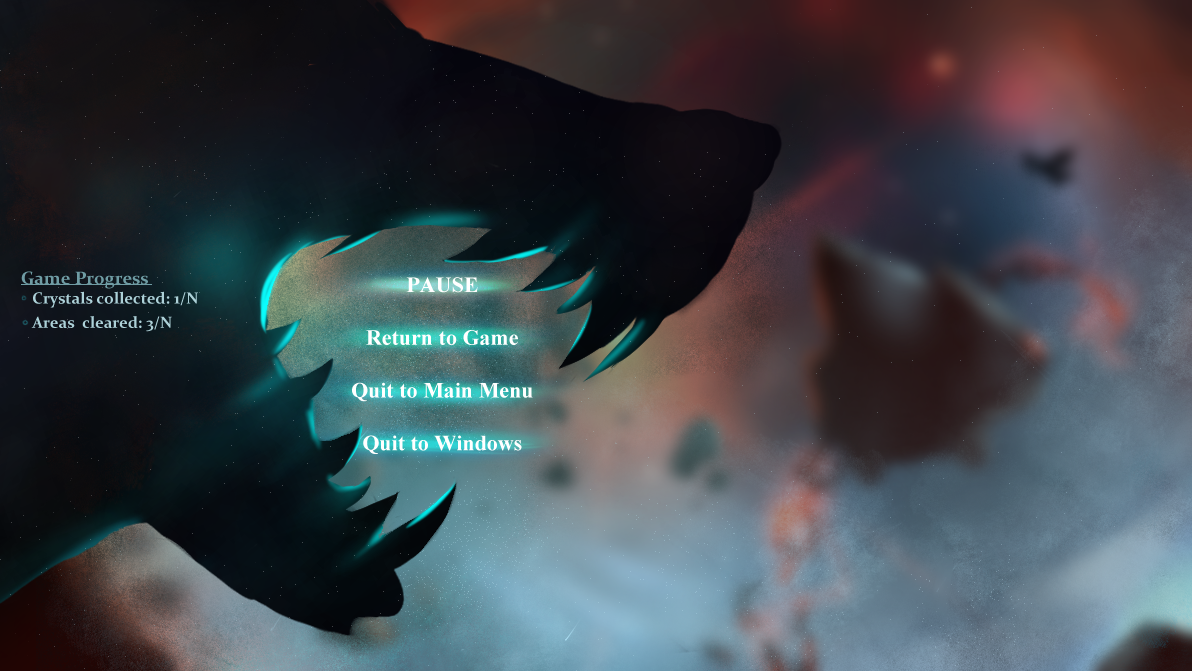 Game Progress
Crystals collected: 1/N
Areas cleared: 3/N
PAUSE
Return to Game
Quit to Main Menu
Quit to Windows